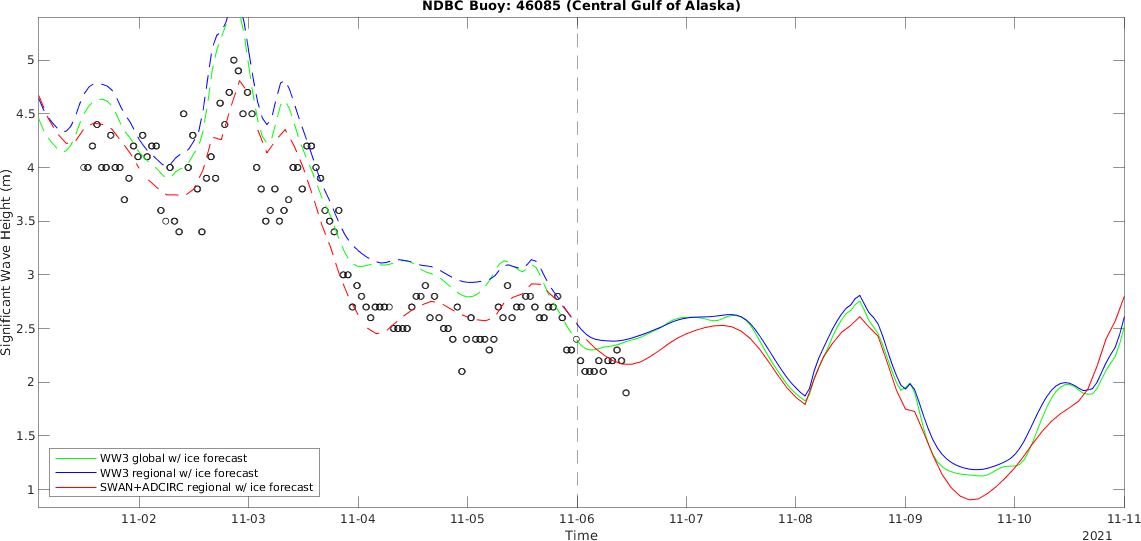 NDBC Buoy: 46085 (Central Gulf of Alaska)
Significant Wave Height (m)
5
4.5
4
3.5
3
2.5
2
1.5
1
WW3 global w/ ice forecast
WW3 regional w/ ice forecast
SWAN+ADCIRC regional w/ ice forecast
11-02 11-03 11-04 11-05 11-06 11-07 11-08 11-09 11-10 11-11
Time
2021